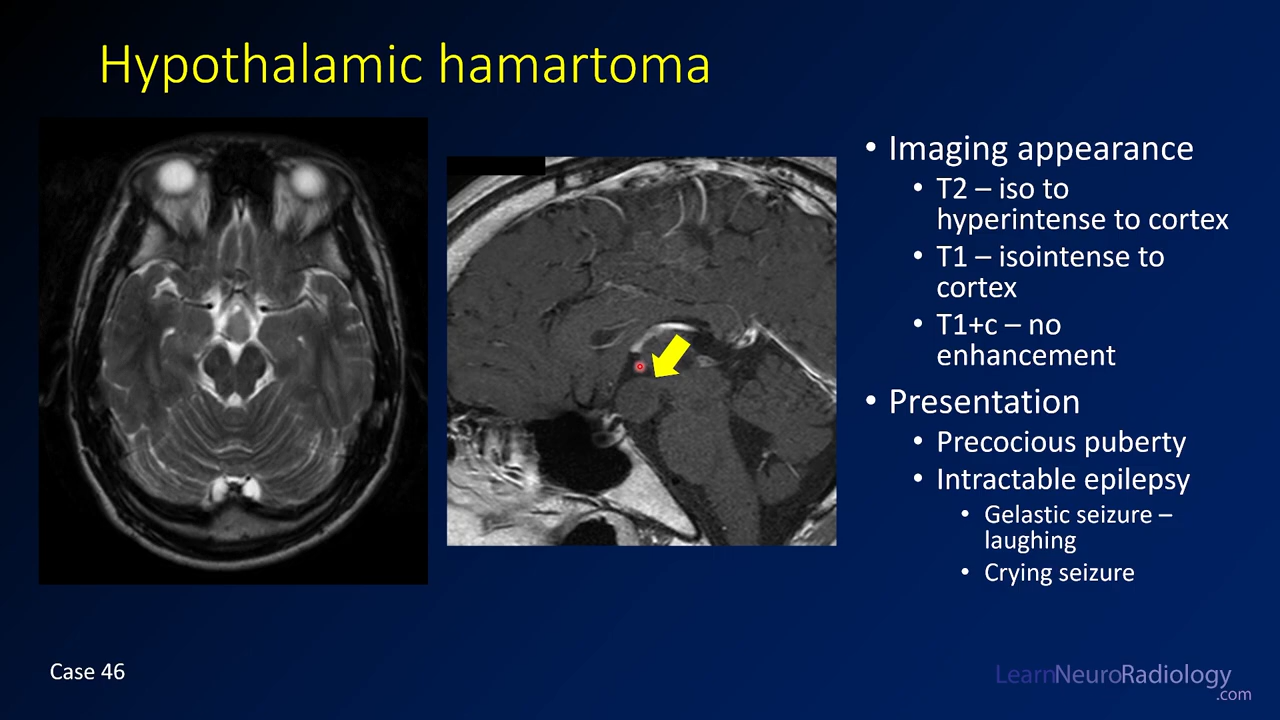 Hypothalamic hamartoma
• Imaging appearance
• T2 – iso to
hyperintense to cortex
• T1 – isointense to
cortex
• T1+c – no
enhancement
• Presentation
• Precocious puberty
• Intractable epilepsy
• Gelastic seizure –
laughing
• Crying seizure
Case 46
LearnNeuroRadiology
.com